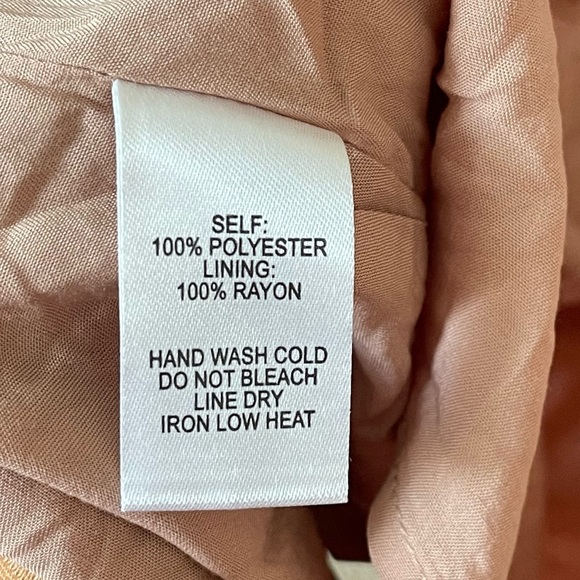 SELF:
100% POLYESTER
LINING:
100% RAYON
HAND WASH COLD
DO NOT BLEACH
LINE DRY
IRON LOW HEAT